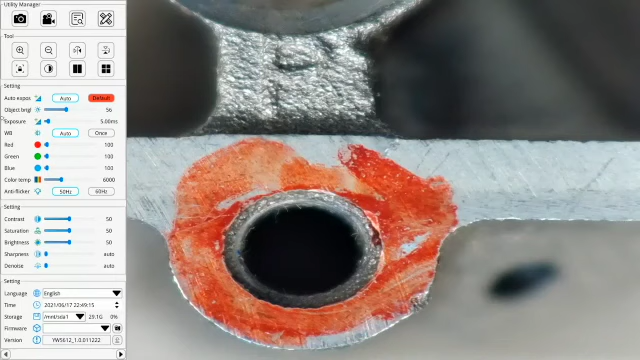 Utility Manager
Tool
Setting
Auto expos Auto Default
Object brigl 56
Exposure 5.00ms
WB Auto Once
Red 100
Green 100
Blue 100
Color temp 6000
Anti-flicker 50Hz 60Hz
Setting
Contrast 50
Saturation 50
Brightness 50
Sharpness auto
Denoise auto
Setting
Language English
Time 2021/06/17 22:49:15
Storage /mnt/sda1 29.1G 0%
Firmware
Version YW5612_1.0.011222